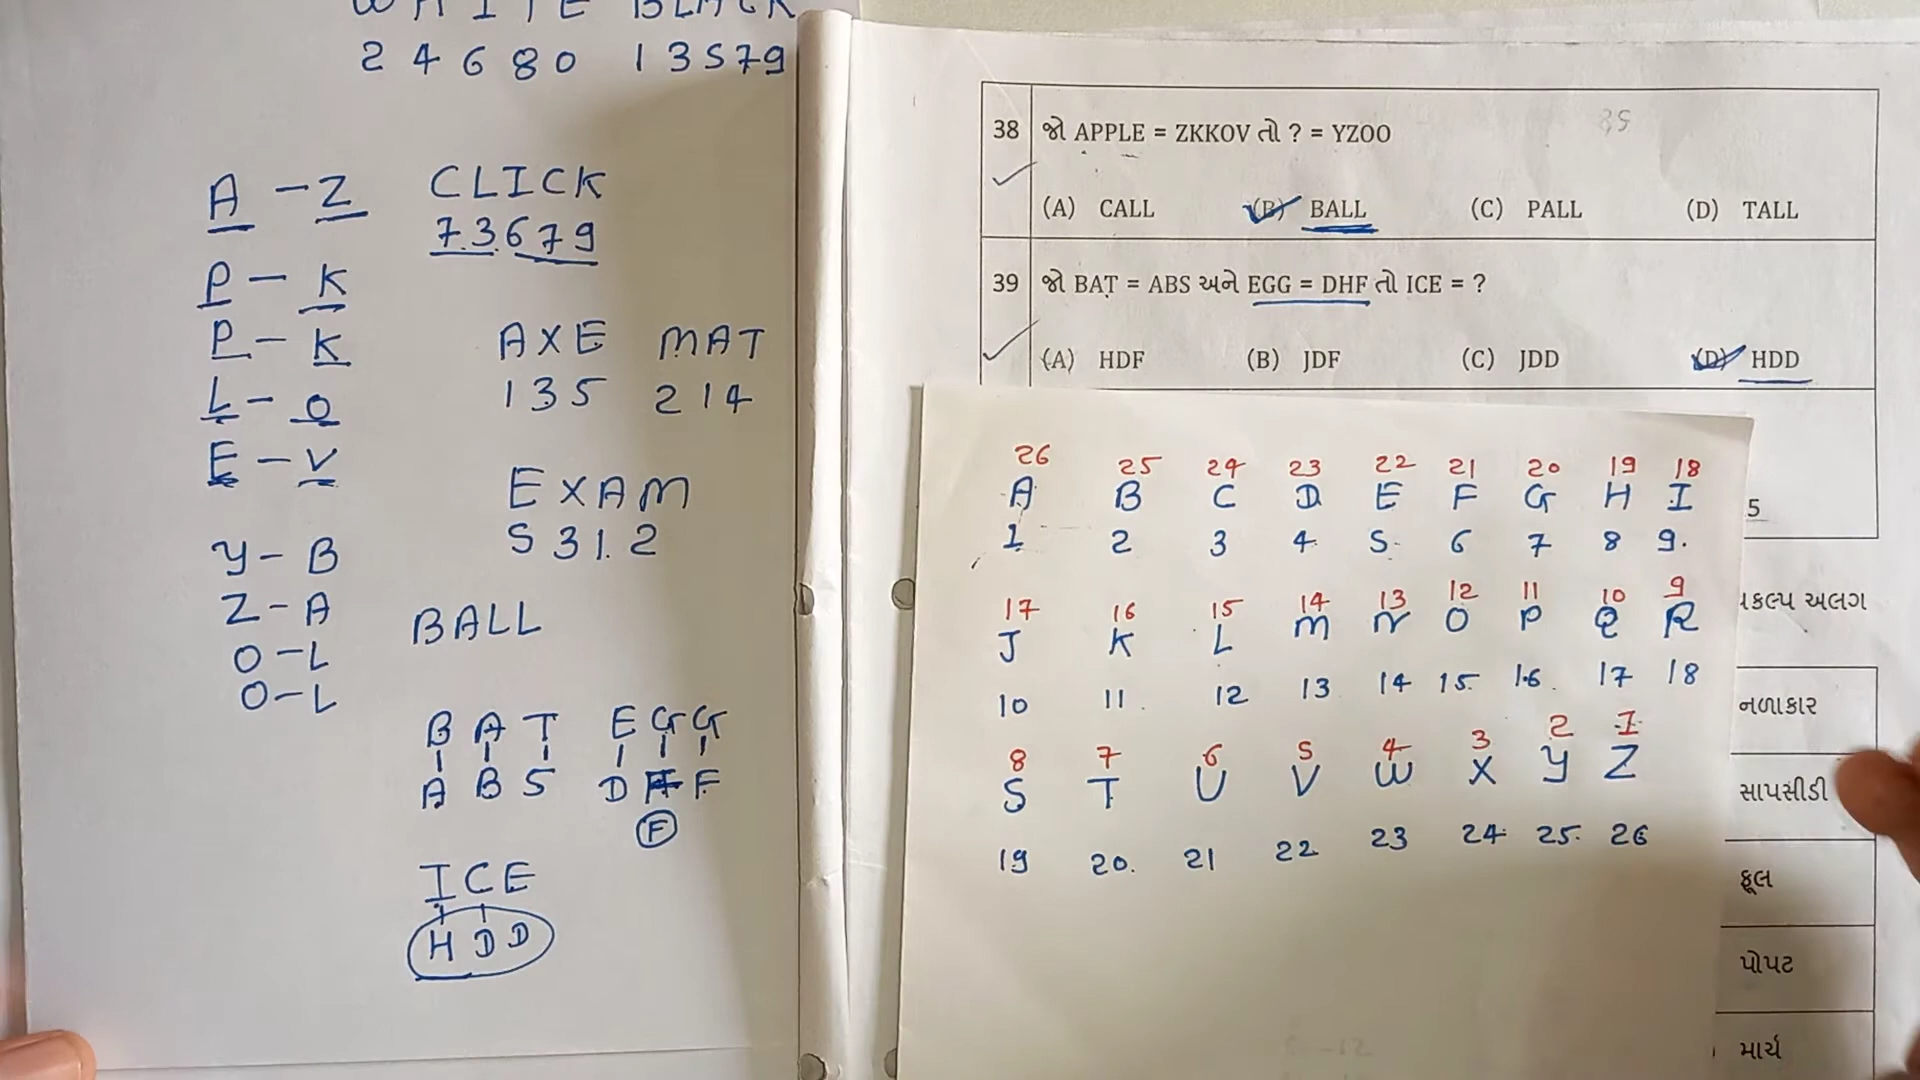 WHITE BLACK
2 4 6 8 0 1 3 5 7 9
A - Z
P - K
P - K
L - O
E - V
CLICK
7 3 6 7 9
AXE MAT
1 3 5 2 1 4
EXAM
5 3 1. 2
Y - B
Z - A
O - L
O - L
BALL
B A T E G G
A B S D F
F
ICE
H D D
38 જો APPLE = ZKKOV તો ? = YZOO
(A) CALL (B) BALL (C) PALL (D) TALL
39 જો BAT = ABS અને EGG = DHF તો ICE = ?
(A) HDF (B) JDF (C) JDD (D) HDD
26 25 24 23 22 21 20 19 18
A B C D E F G H I
1 2 3 4 5 6 7 8 9.
17 16 15 14 13 12 11 10 9
J K L M N O P Q R
10 11 12 13 14 15 16 17 18
8 7 6 5 4 3 2 1
S T U V W X Y Z
19 20. 21 22 23 24 25. 26
5
અલગ
નળાકાર
સાપસીડી
ફૂલ
પોપટ
માર્ચ